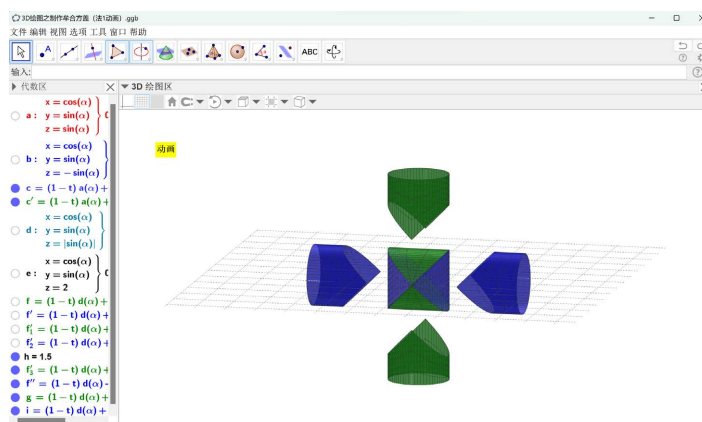 3D绘图之制作牟合方盖（法1动画）.ggb
文件 编辑 视图 选项 工具 窗口 帮助
ABC
输入:
代数区
3D 绘图区
动画
x = cos(α)
a : y = sin(α)
z = sin(α)
x = cos(α)
b : y = sin(α)
z = − sin(α)
c = (1 − t) a(α) +
c′ = (1 − t) a(α) +
x = cos(α)
d : y = sin(α)
z = |sin(α)|
x = cos(α)
e : y = sin(α)
z = 2
f = (1 − t) d(α) +
f′ = (1 − t) d(α) +
f′₁ = (1 − t) d(α) +
f′₂ = (1 − t) d(α) +
h = 1.5
f′₃ = (1 − t) d(α) +
f′′ = (1 − t) d(α) -
g = (1 − t) d(α) +
i = (1 − t) d(α) +